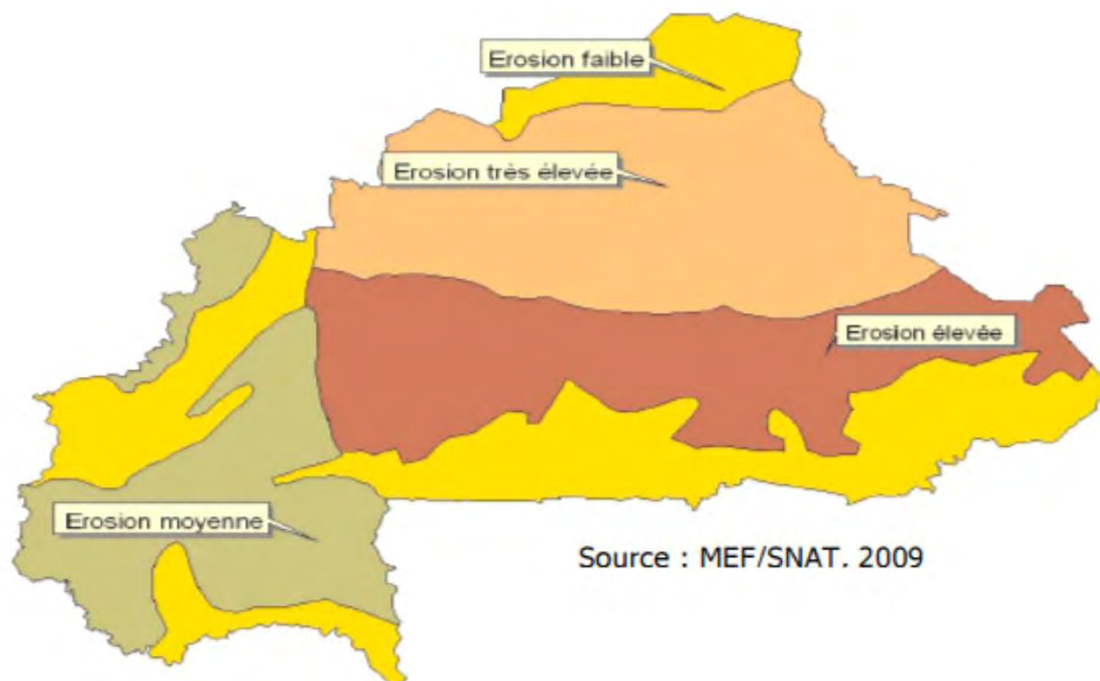 Erosion faible
Erosion très élevée
Erosion élevée
Erosion moyenne
Source : MEF/SNAT. 2009